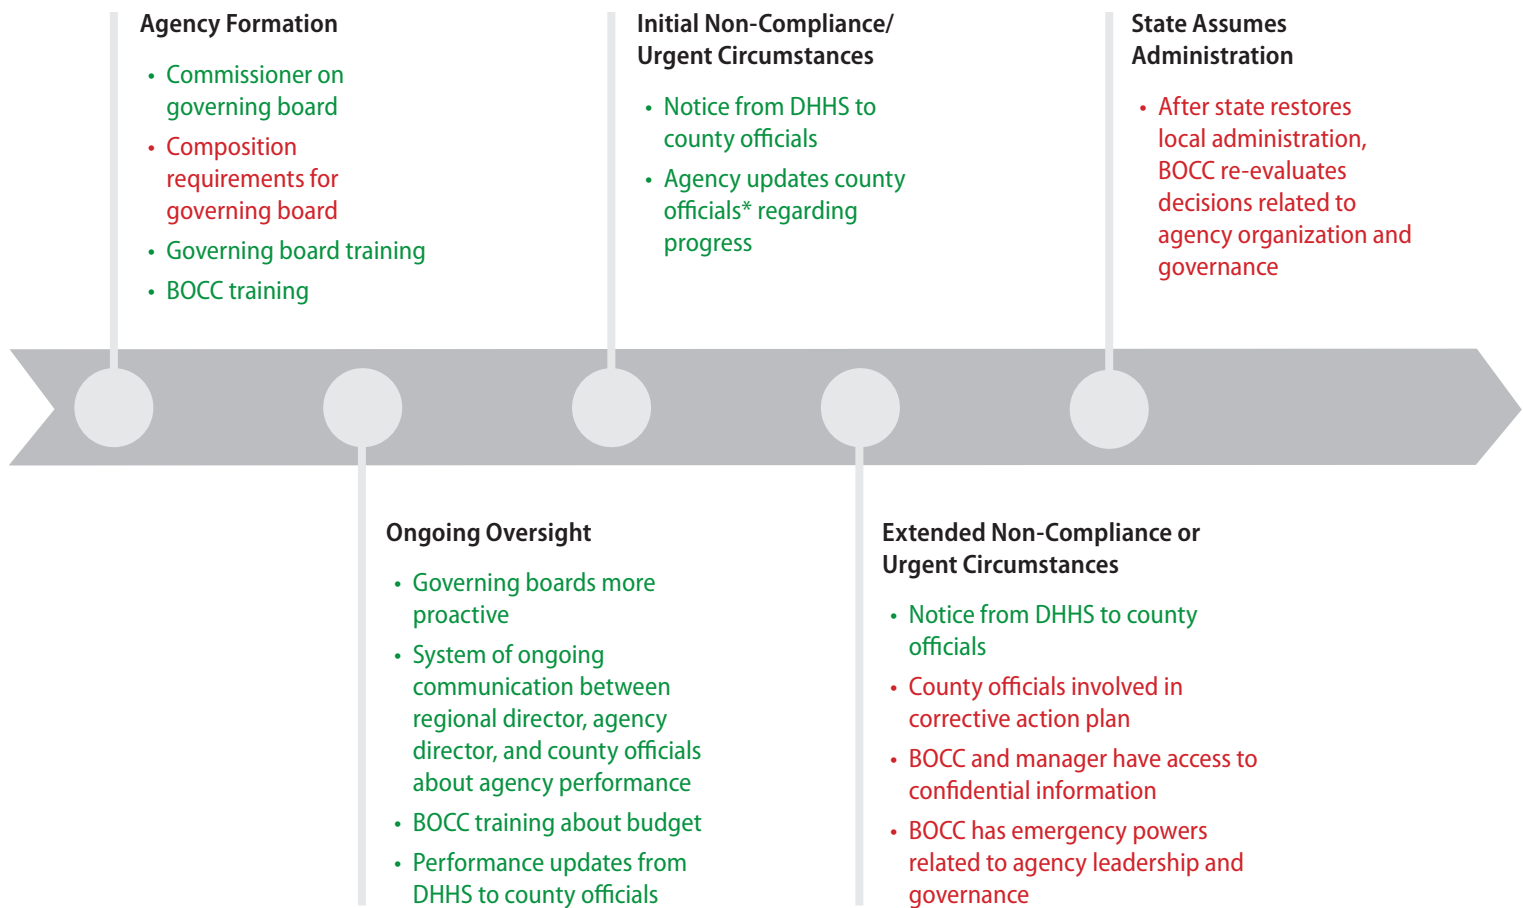 Agency Formation
• Commissioner on
governing board
• Composition
requirements for
governing board
• Governing board training
• BOCC training
Initial Non-Compliance/
Urgent Circumstances
• Notice from DHHS to
county officials
• Agency updates county
officials* regarding
progress
State Assumes
Administration
• After state restores
local administration,
BOCC re-evaluates
decisions related to
agency organization and
governance
Ongoing Oversight
• Governing boards more
proactive
• System of ongoing
communication between
regional director, agency
director, and county officials
about agency performance
• BOCC training about budget
• Performance updates from
DHHS to county officials
Extended Non-Compliance or
Urgent Circumstances
• Notice from DHHS to county
officials
• County officials involved in
corrective action plan
• BOCC and manager have access to
confidential information
• BOCC has emergency powers
related to agency leadership and
governance